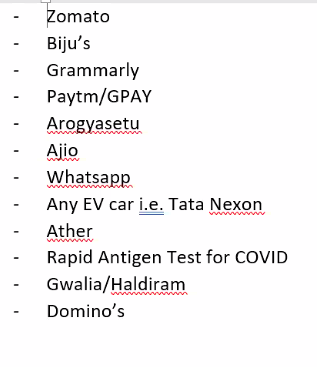 - Zomato
- Biju’s
- Grammarly
- Paytm/GPAY
- Arogyasetu
- Ajio
- Whatsapp
- Any EV car i.e. Tata Nexon
- Ather
- Rapid Antigen Test for COVID
- Gwalia/Haldiram
- Domino’s